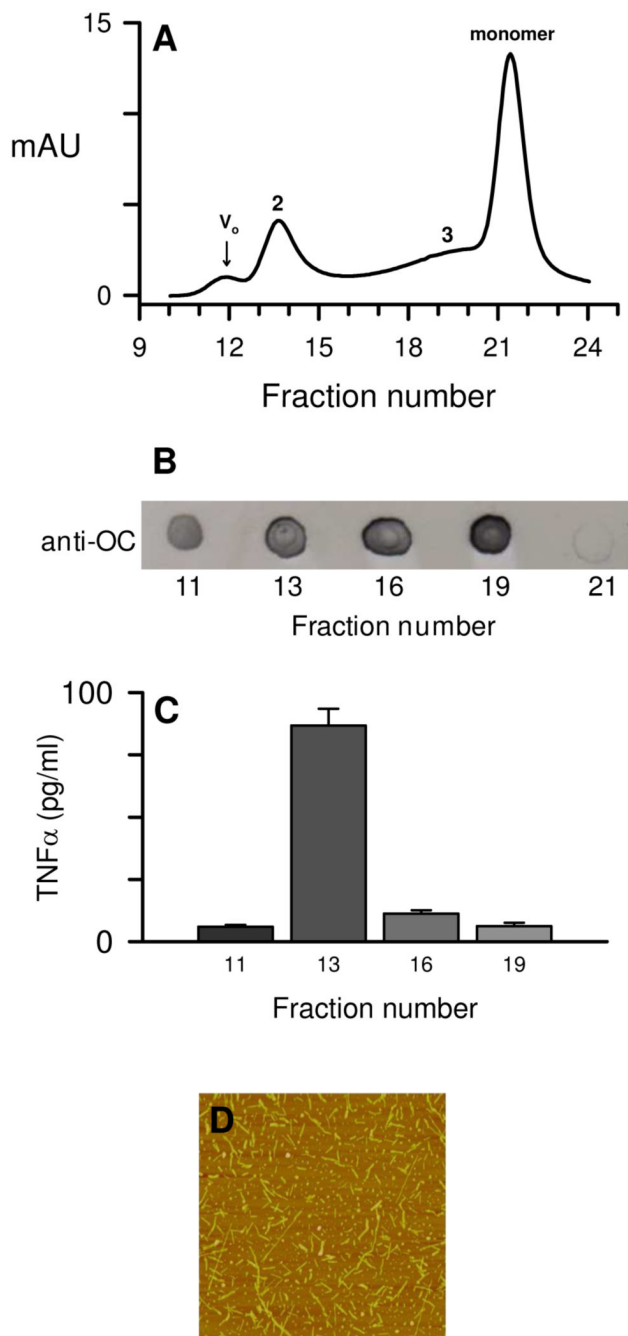 A
15
mAU
0
V₀
2
3
monomer
9 12 15 18 21 24
Fraction number
B
anti-OC
11 13 16 19 21
Fraction number
C
100
TNFα (pg/ml)
0
11 13 16 19
Fraction number
D